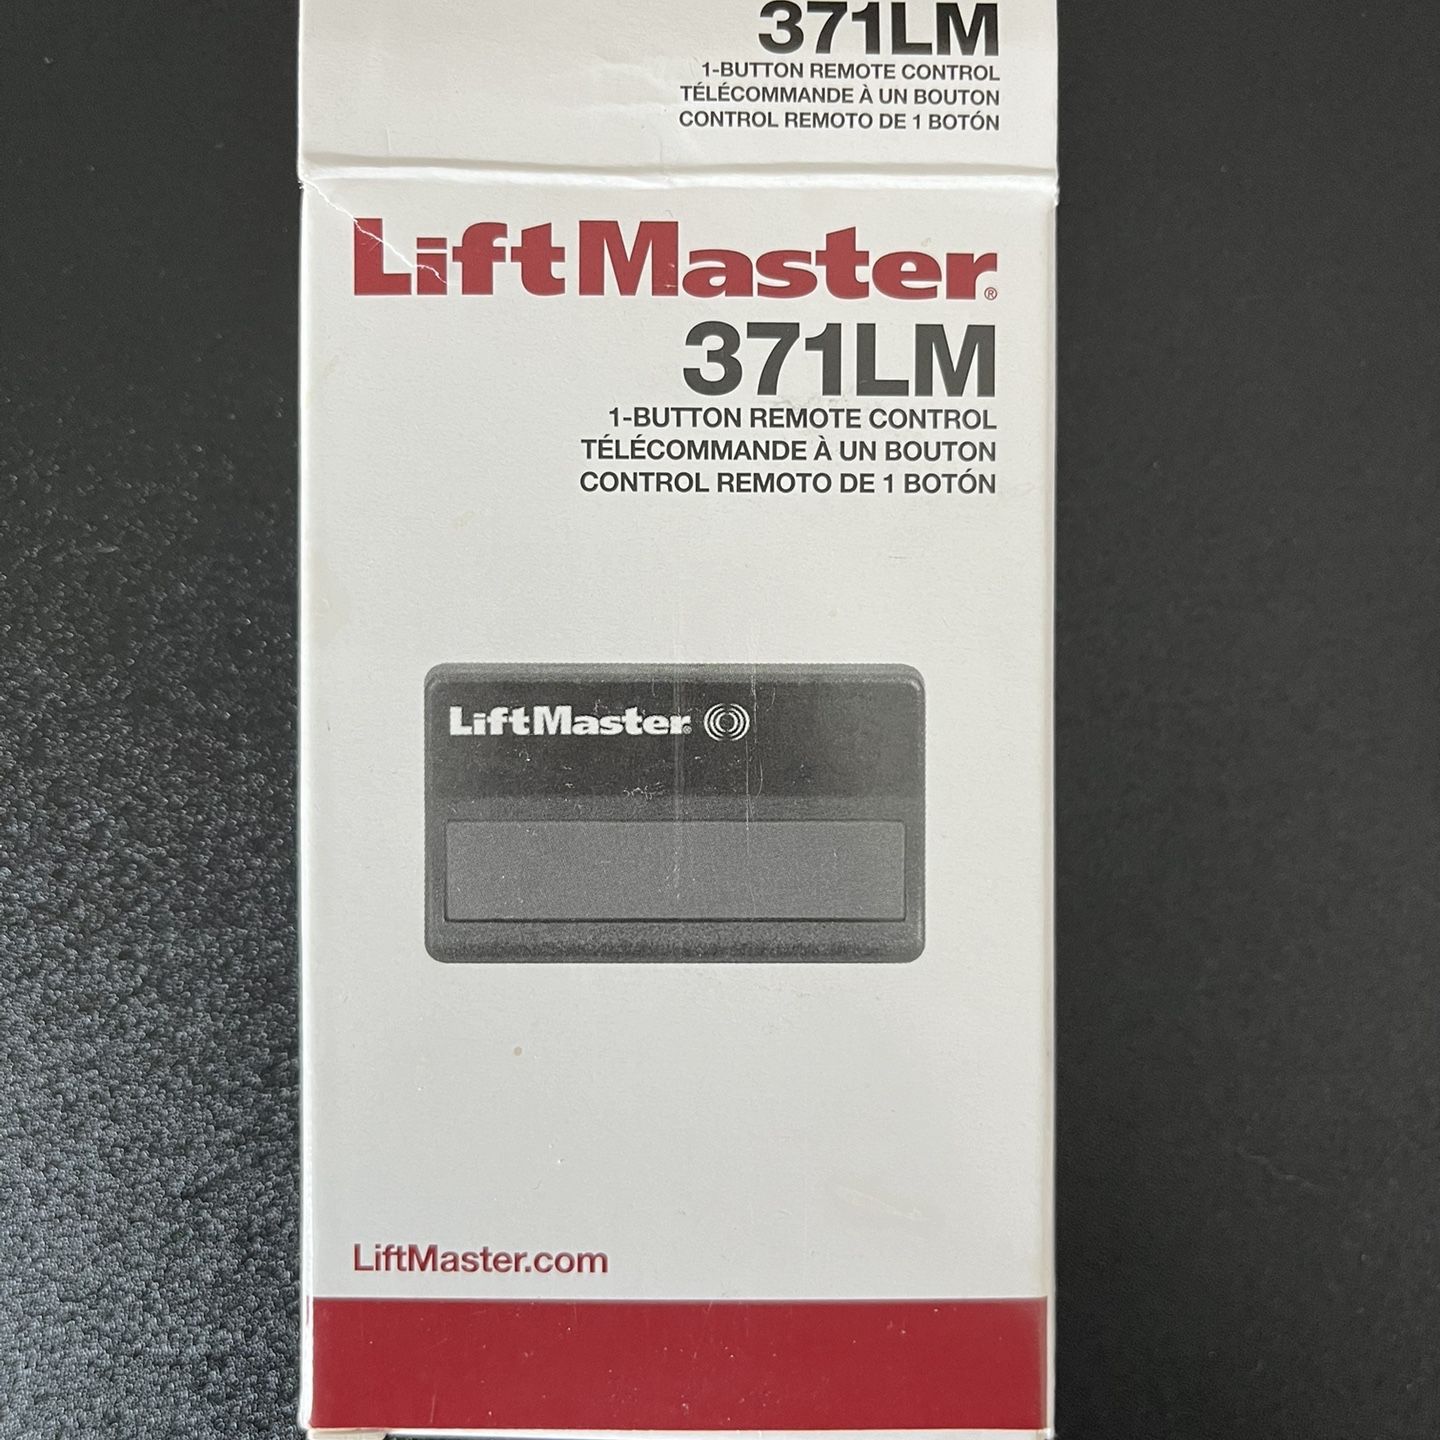 371LM
1-BUTTON REMOTE CONTROL
TÉLÉCOMMANDE À UN BOUTON
CONTROL REMOTO DE 1 BOTÓN
LiftMaster®
371LM
1-BUTTON REMOTE CONTROL
TÉLÉCOMMANDE À UN BOUTON
CONTROL REMOTO DE 1 BOTÓN
LiftMaster®
LiftMaster.com